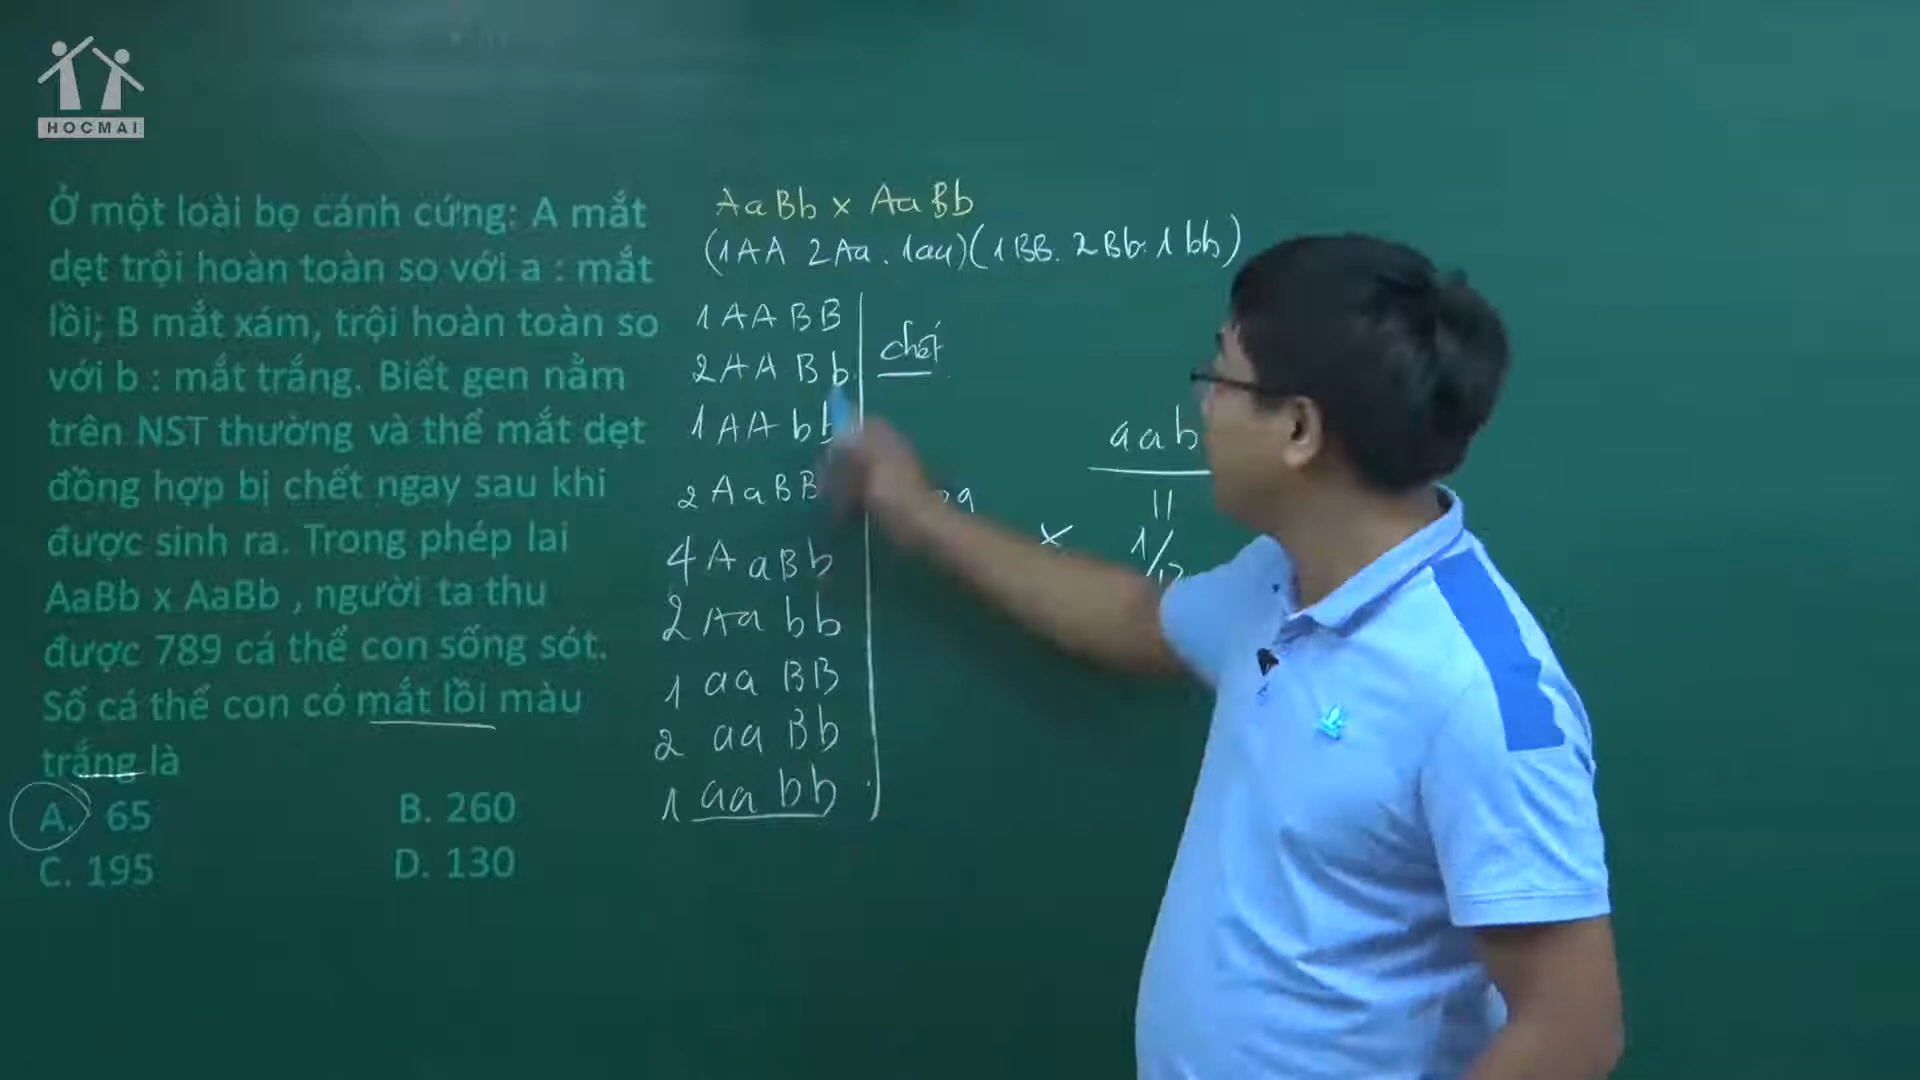 HOCMAI
Ở một loài bọ cánh cứng: A mắt
dẹt trội hoàn toàn so với a : mắt
lồi; B mắt xám, trội hoàn toàn so
với b : mắt trắng. Biết gen nằm
trên NST thường và thể mắt dẹt
đồng hợp bị chết ngay sau khi
được sinh ra. Trong phép lai
AaBb x AaBb , người ta thu
được 789 cá thể con sống sót.
Số cá thể con có mắt lồi màu
trắng là
A. 65
B. 260
C. 195
D. 130
AaBb x AaBb
(1AA 2Aa . 1aa)(1BB. 2Bb. 1bb)
1AABB
2AABb
1AAbb
chết
2AaBB
4AaBb
2Aabb
1aaBB
2aaBb
1aabb
aab
x